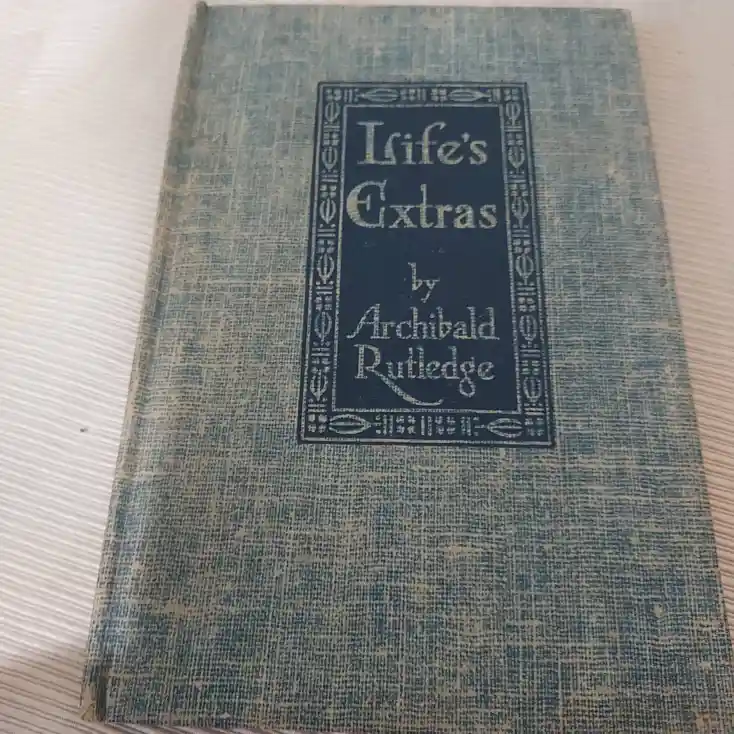 Life's
Extras
by
Archibald
Rutledge